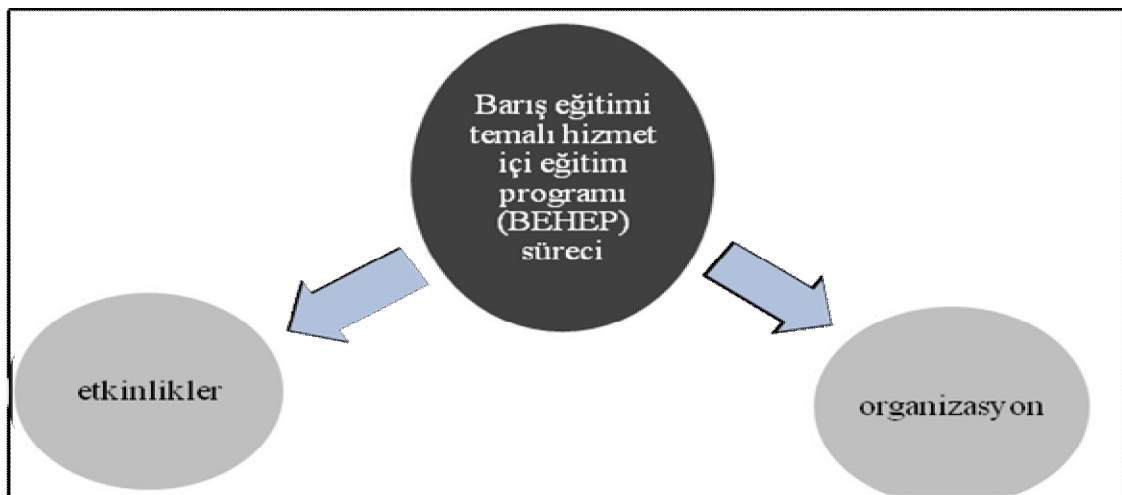 Barış eğitimi
temalı hizmet
içi eğitim
programı
(BEHEP)
süreci
etkinlikler
organizasyon